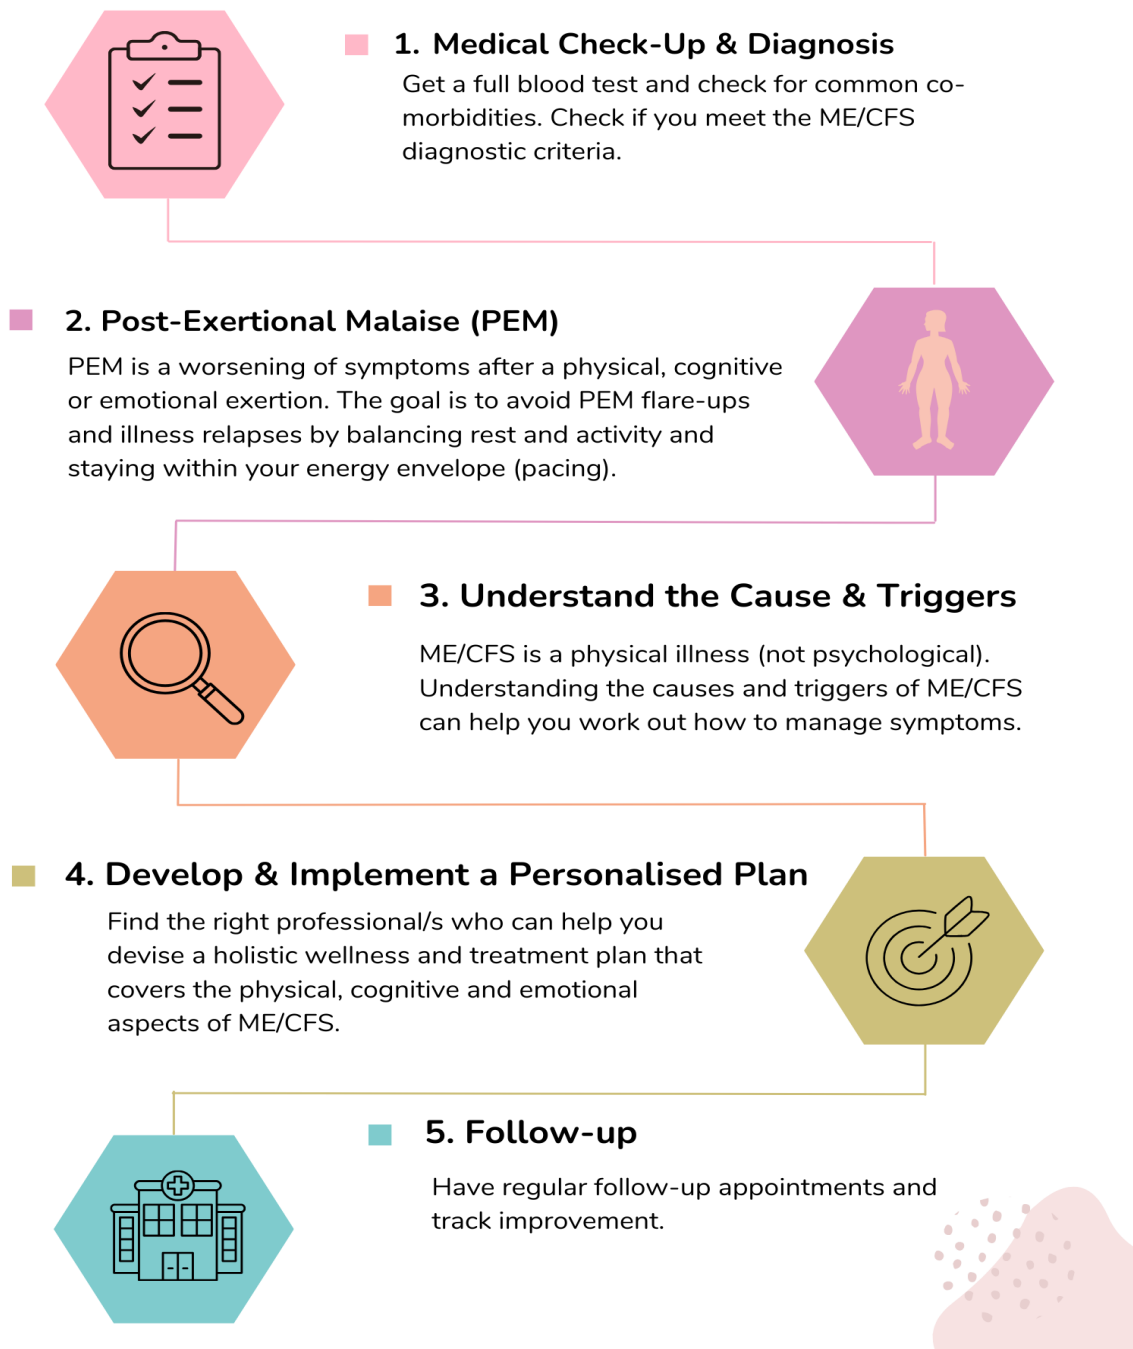 1. Medical Check-Up & Diagnosis
Get a full blood test and check for common co-
morbidities. Check if you meet the ME/CFS
diagnostic criteria.
2. Post-Exertional Malaise (PEM)
PEM is a worsening of symptoms after a physical, cognitive
or emotional exertion. The goal is to avoid PEM flare-ups
and illness relapses by balancing rest and activity and
staying within your energy envelope (pacing).
3. Understand the Cause & Triggers
ME/CFS is a physical illness (not psychological).
Understanding the causes and triggers of ME/CFS
can help you work out how to manage symptoms.
4. Develop & Implement a Personalised Plan
Find the right professional/s who can help you
devise a holistic wellness and treatment plan that
covers the physical, cognitive and emotional
aspects of ME/CFS.
5. Follow-up
Have regular follow-up appointments and
track improvement.